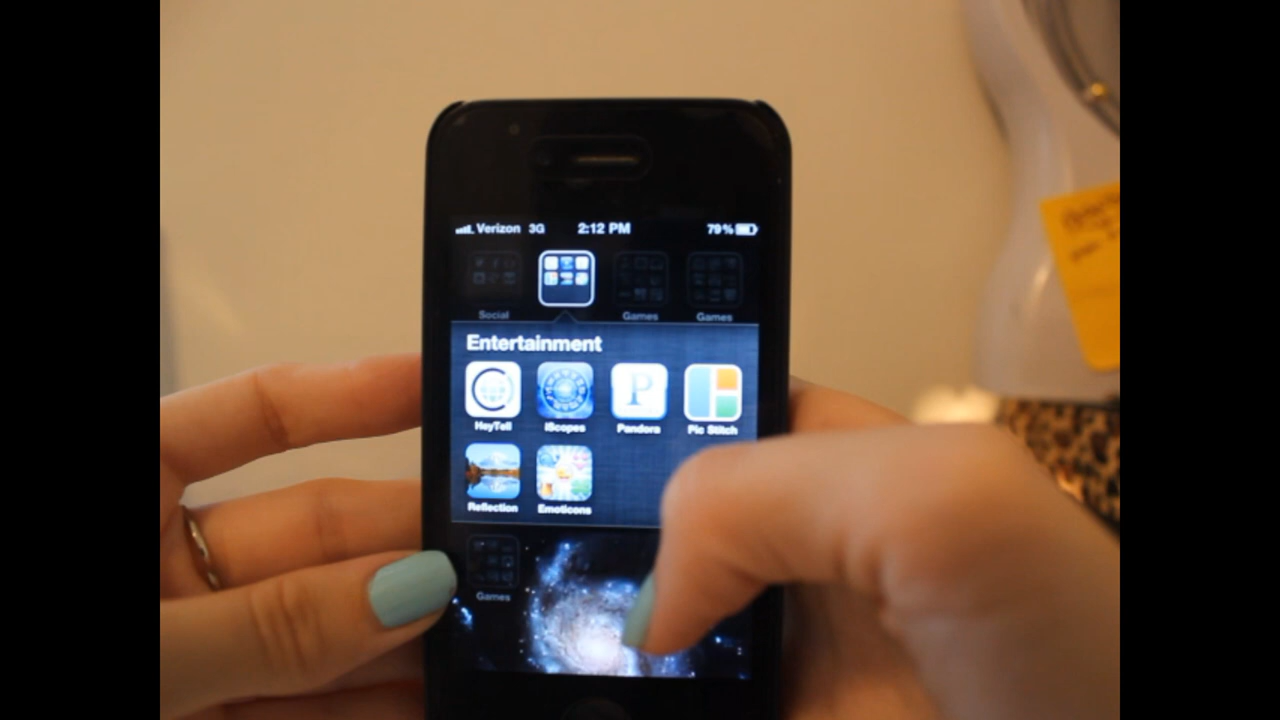 Verizon 3G 2:12 PM 79%
Social Games Games
Entertainment
HeyTell iScopes Pandora Pic Stitch
P
Reflection Emoticons
Games